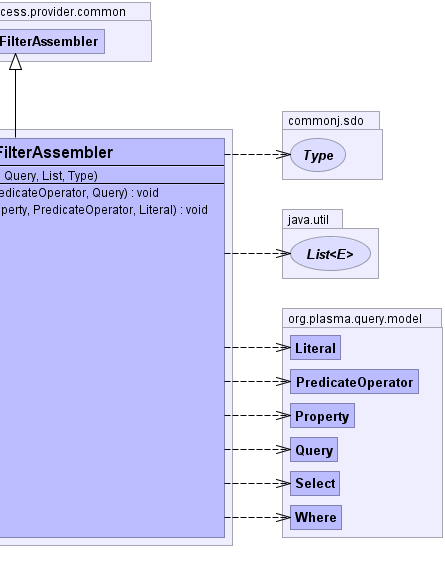 cess.provider.common
FilterAssembler
FilterAssembler
Query, List, Type)
edicateOperator, Query) : void
perty, PredicateOperator, Literal) : void
commonj.sdo
Type
java.util
List<E>
org.plasma.query.model
Literal
PredicateOperator
Property
Query
Select
Where